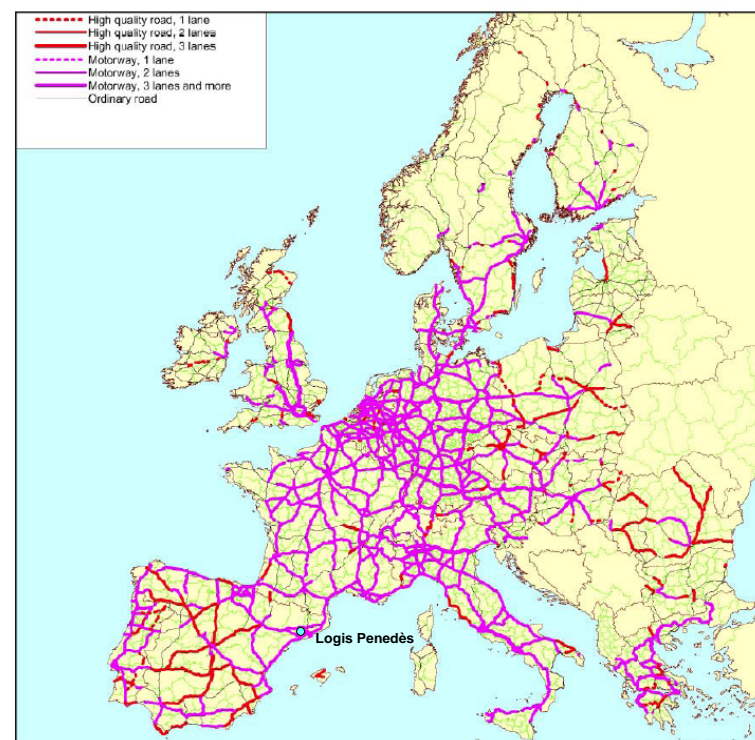 High quality road, 1 lane
High quality road, 2 lanes
High quality road, 3 lanes
Motorway, 1 lane
Motorway, 2 lanes
Motorway, 3 lanes and more
Ordinary road
Logis Penedès